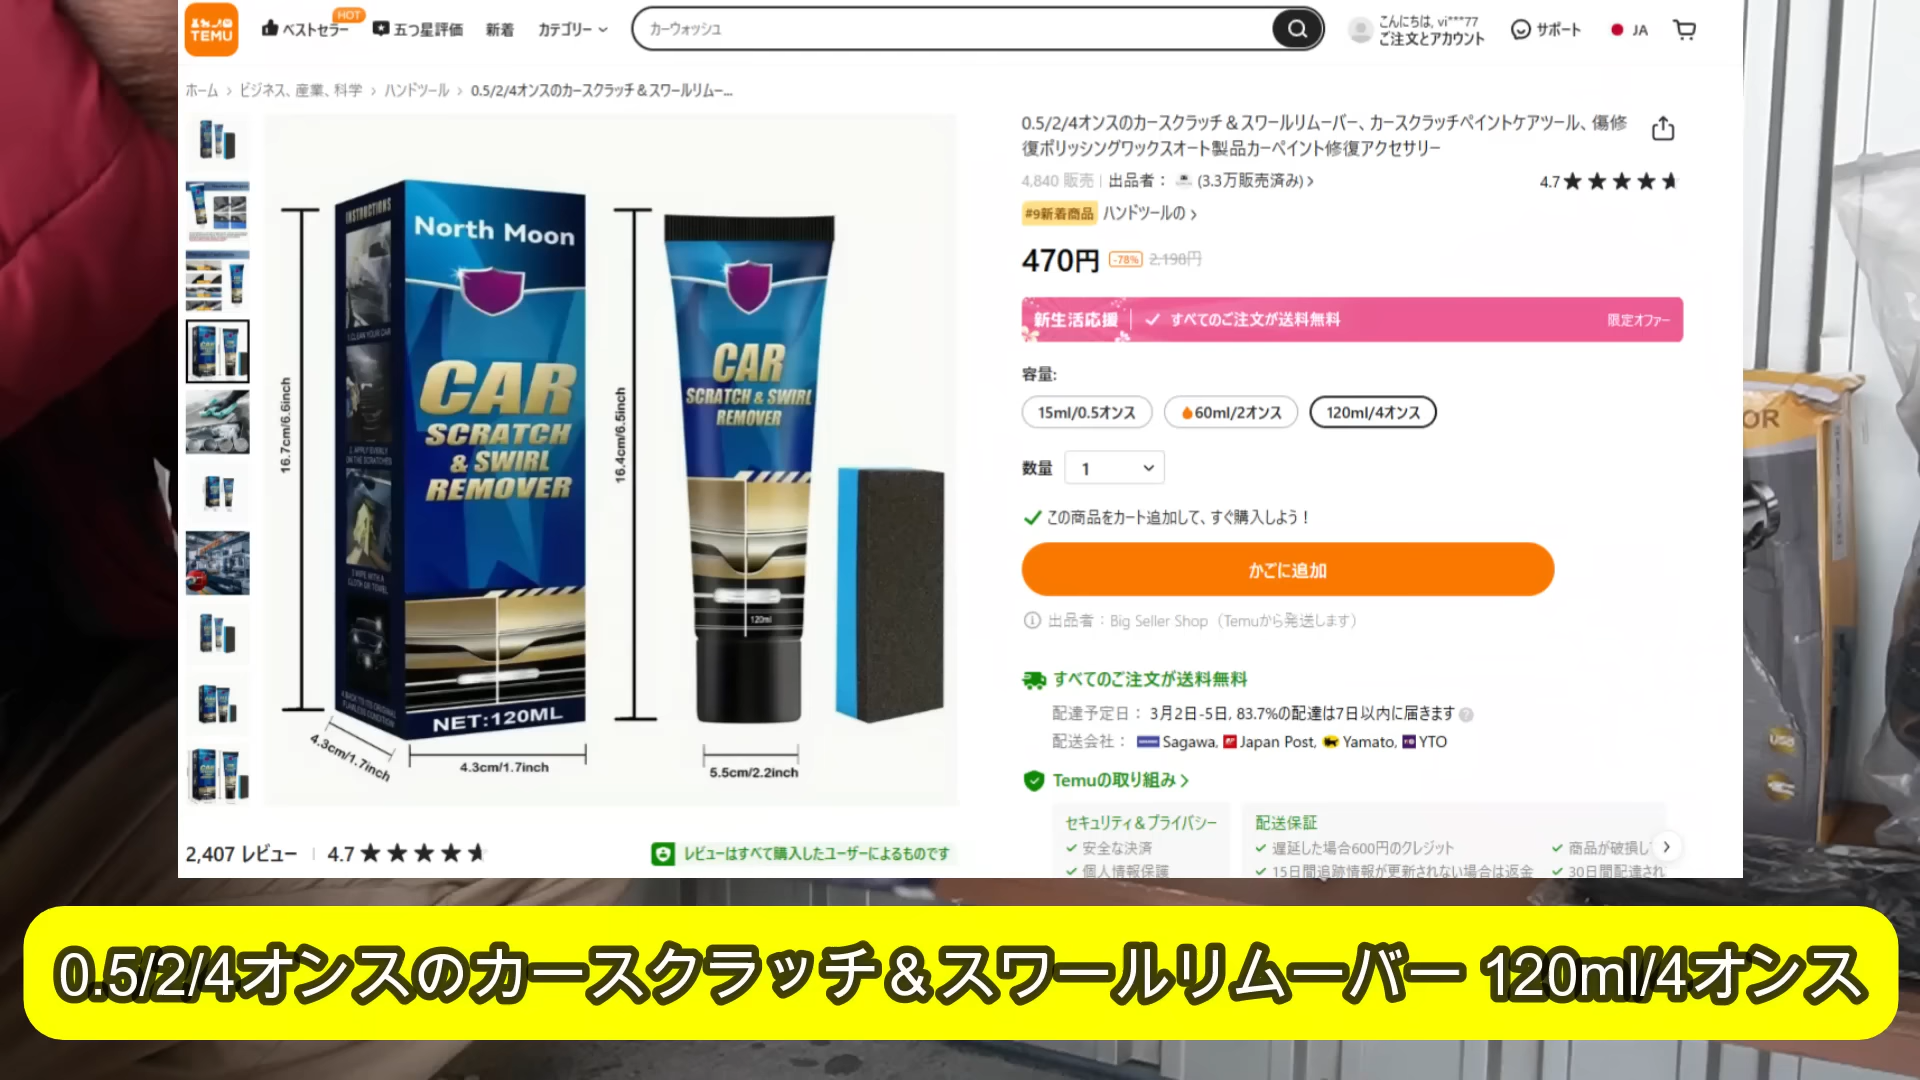 TEMU
ベストセラー
HOT
五つ星評価
新着
カテゴリー
カーウォッシュ
こんにちは, vi***77
ご注文とアカウント
サポート
JA
ホーム › ビジネス、産業、科学 › ハンドツール › 0.5/2/4オンスのカースクラッチ＆スワールリムー...
INSTRUCTIONS
1.CLEAN YOUR CAR
2. APPLY EVENLY
ON THE SCRATCHES
3.WIPE WITH A
CLOTH OR TOWEL
North Moon
CAR
SCRATCH
& SWIRL
REMOVER
NET:120ML
16.7cm/6.6inch
4.3cm/1.7inch
4.3cm/1.7inch
16.4cm/6.5inch
CAR
SCRATCH & SWIRL
REMOVER
120ml
5.5cm/2.2inch
2,407 レビュー
4.7
レビューはすべて購入したユーザーによるものです
0.5/2/4オンスのカースクラッチ＆スワールリムーバー、カースクラッチペイントケアツール、傷修
復ポリッシングワックスオート製品カーペイント修復アクセサリー
4,840 販売 | 出品者： (3.3万販売済み) ›
4.7
#9新着商品 ハンドツールの ›
470円 -78% 2,198円
新生活応援 すべてのご注文が送料無料 限定オファー
容量:
15ml/0.5オンス
60ml/2オンス
120ml/4オンス
数量 1
この商品をカート追加して、すぐ購入しよう！
かごに追加
出品者：Big Seller Shop（Temuから発送します）
すべてのご注文が送料無料
配達予定日： 3月2日-5日, 83.7%の配達は7日以内に届きます
配送会社： Sagawa, Japan Post, Yamato, YTO
Temuの取り組み ›
セキュリティ＆プライバシー
安全な決済
個人情報保護
配送保証
遅延した場合600円のクレジット
15日間追跡情報が更新されない場合は返金
商品が破損し
30日間配達され
OR
0.5/2/4オンスのカースクラッチ＆スワールリムーバー 120ml/4オンス